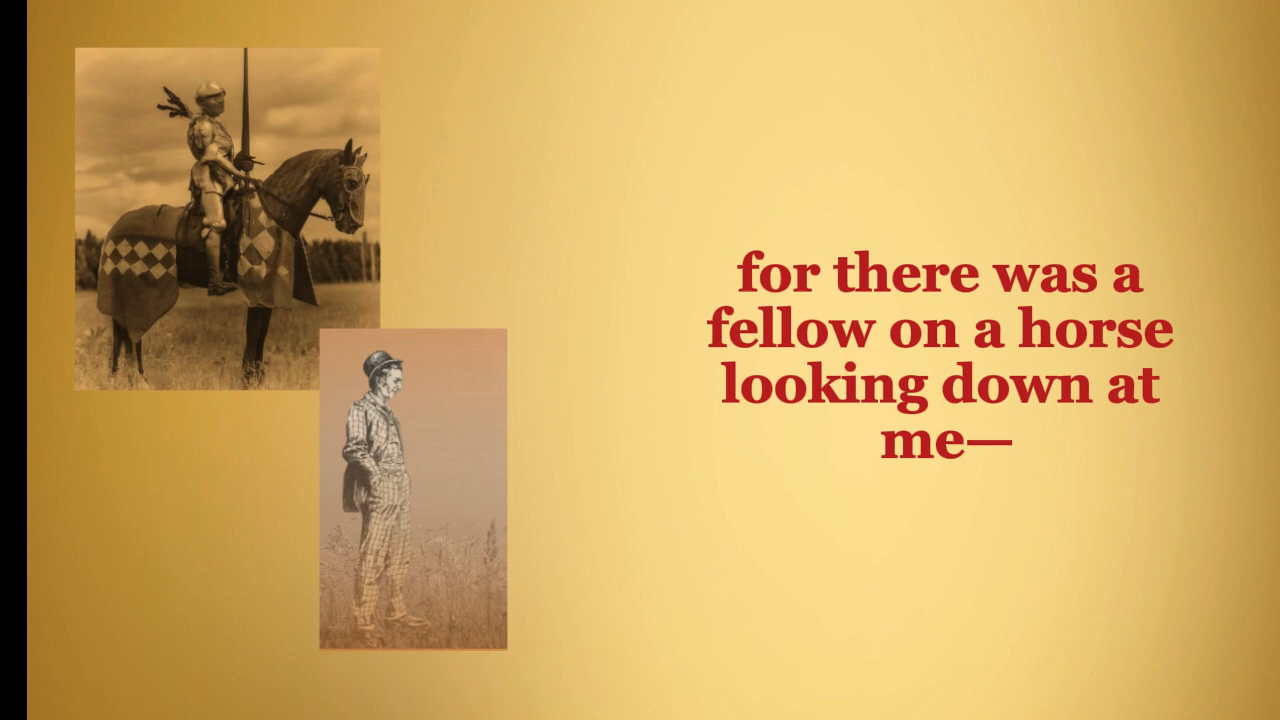 for there was a
fellow on a horse
looking down at
me—